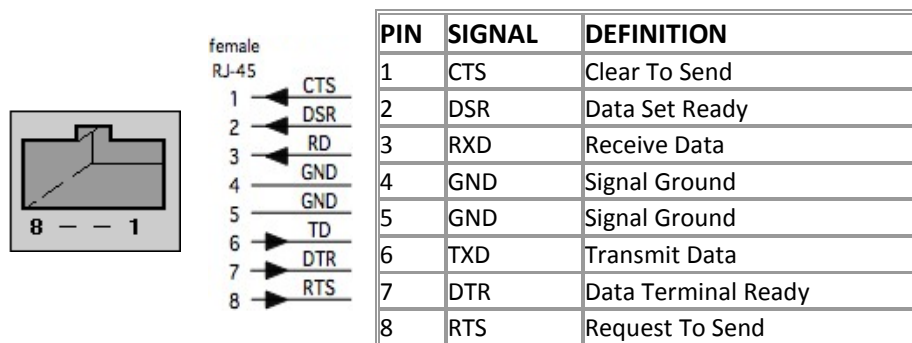 female
RJ-45
1 CTS
2 DSR
3 RD
4 GND
5 GND
6 TD
7 DTR
8 RTS
8 – – 1
PIN SIGNAL DEFINITION
1 CTS Clear To Send
2 DSR Data Set Ready
3 RXD Receive Data
4 GND Signal Ground
5 GND Signal Ground
6 TXD Transmit Data
7 DTR Data Terminal Ready
8 RTS Request To Send